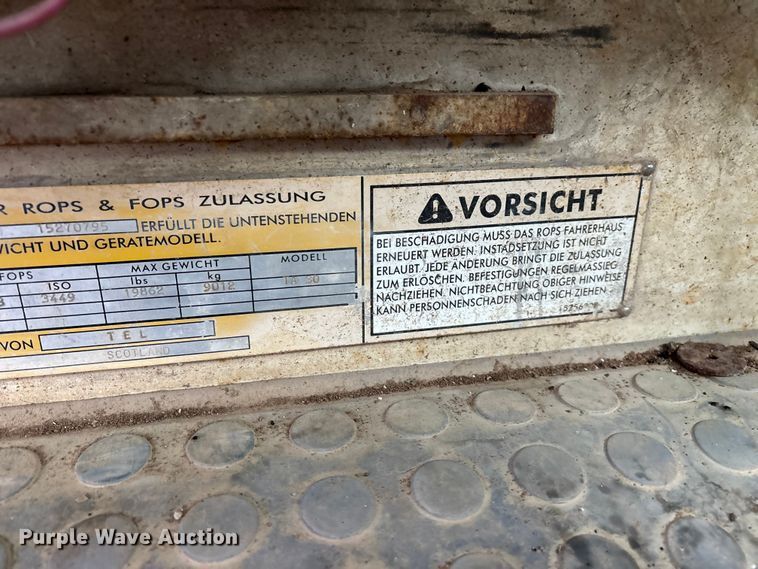 R ROPS & FOPS ZULASSUNG
15270795 ERFÜLLT DIE UNTENSTEHENDEN
WICHT UND GERATEMODELL.
FOPS MAX GEWICHT MODELL
ISO lbs kg
3449 19862 9012
VON TEL
SCOTLAND
VORSICHT
BEI BESCHADIGUNG MUSS DAS ROPS FAHRERHAUS
ERNEUERT WERDEN. INSTADSETZUNG IST NICHT
ERLAUBT. JEDE ANDERUNG BRINGT DIE ZULASSUNG
ZUM ERLOSCHEN. BEFESTIGUNGEN REGELMASSIEG
NACHZIEHEN. NICHTBEACHTUNG OBIGER HINWEISE
KANN PERSONNENSCHADEN NACH SICH ZIEHEN
Purple Wave Auction